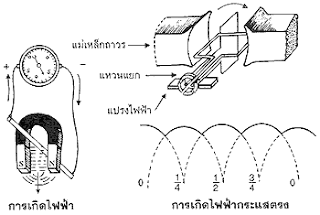 แม่เหล็กถาวร
แหวนแยก
แปรงไฟฟ้า
+
−
S
N
0
1/4
1/2
3/4
0
การเกิดไฟฟ้า
การเกิดไฟฟ้ากระแสตรง